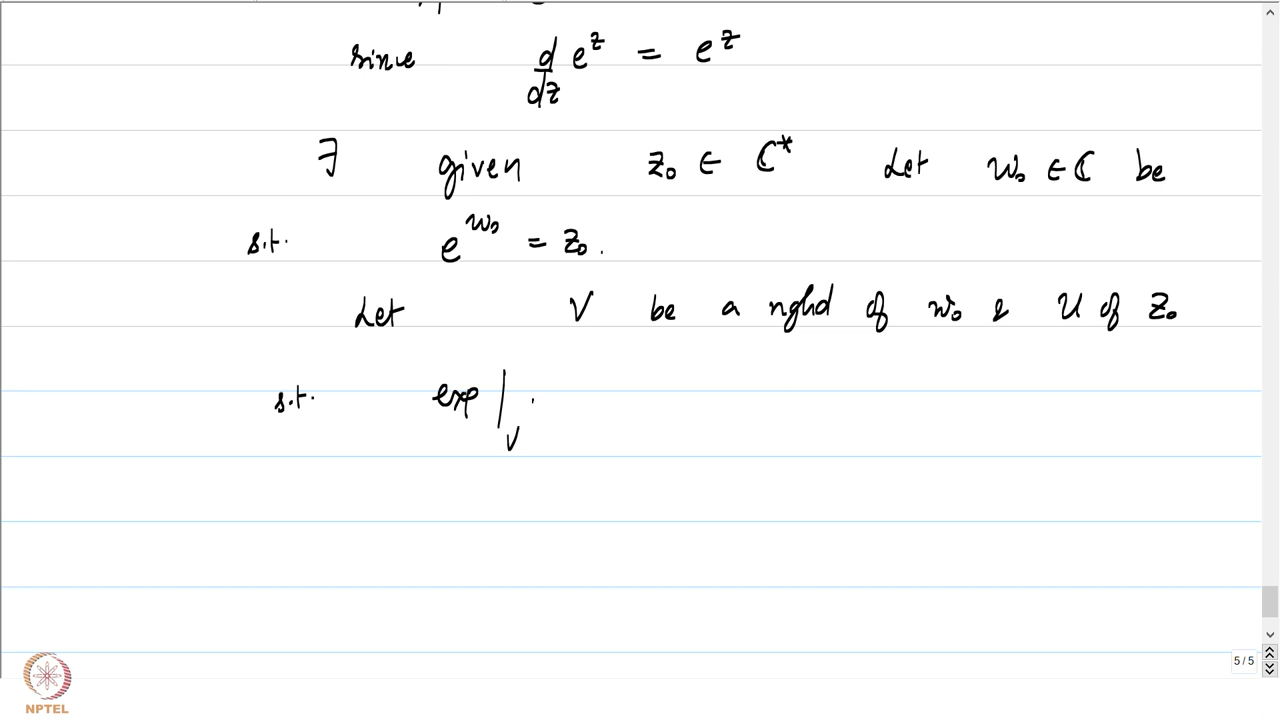 since d/dz e^z = e^z
∃ given z₀ ∈ ℂ* Let w₀ ∈ ℂ be
s.t. e^w₀ = z₀.
Let V be a nghd of w₀ & U of z₀
s.t. exp|_V
5 / 5
NPTEL